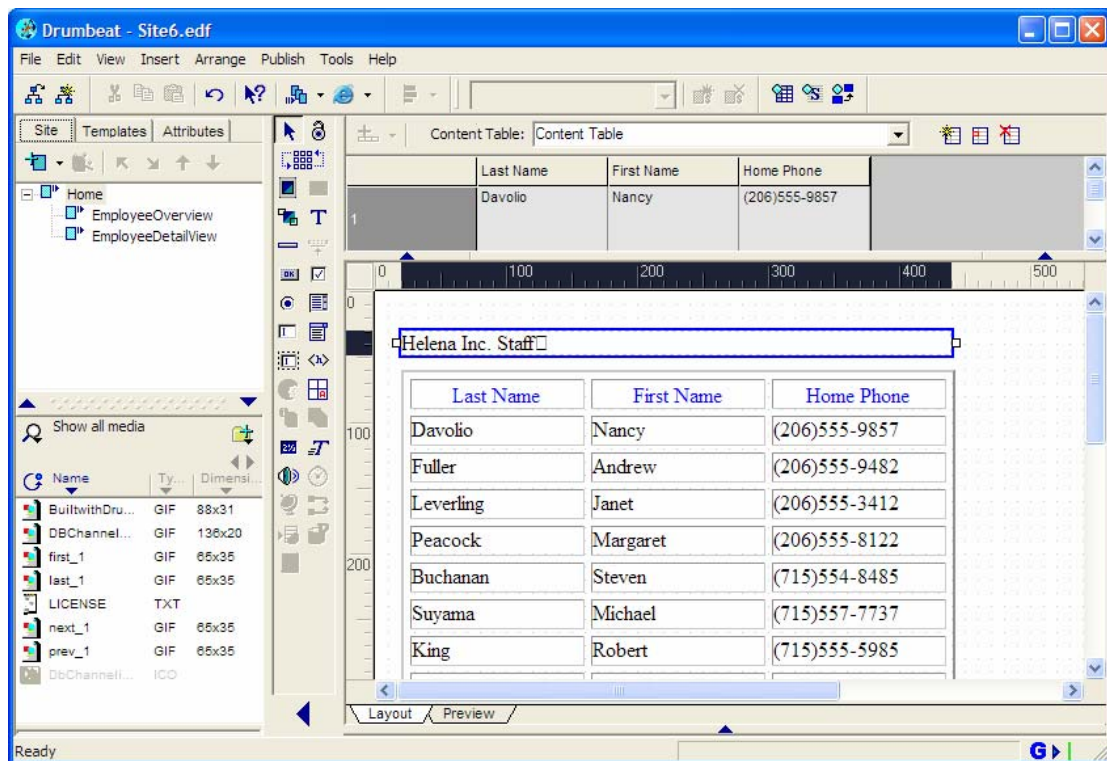 Drumbeat - Site6.edf
File Edit View Insert Arrange Publish Tools Help
Site Templates Attributes
Content Table: Content Table
Last Name First Name Home Phone
1 Davolio Nancy (206)555-9857
Home
EmployeeOverview
EmployeeDetailView
0 100 200 300 400 500
0
100
200
Helena Inc. Staff
Last Name First Name Home Phone
Davolio Nancy (206)555-9857
Fuller Andrew (206)555-9482
Leverling Janet (206)555-3412
Peacock Margaret (206)555-8122
Buchanan Steven (715)554-8485
Suyama Michael (715)557-7737
King Robert (715)555-5985
Show all media
Name Ty... Dimensi...
BuiltwithDru... GIF 88x31
DBChannel... GIF 136x20
first_1 GIF 65x35
last_1 GIF 65x35
LICENSE TXT
next_1 GIF 65x35
prev_1 GIF 65x35
DbChanneli... ICO
Layout Preview
Ready
G